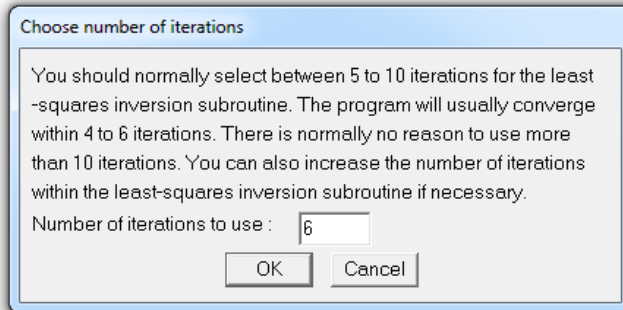 Choose number of iterations
You should normally select between 5 to 10 iterations for the least
-squares inversion subroutine. The program will usually converge
within 4 to 6 iterations. There is normally no reason to use more
than 10 iterations. You can also increase the number of iterations
within the least-squares inversion subroutine if necessary.
Number of iterations to use : 6
OK Cancel